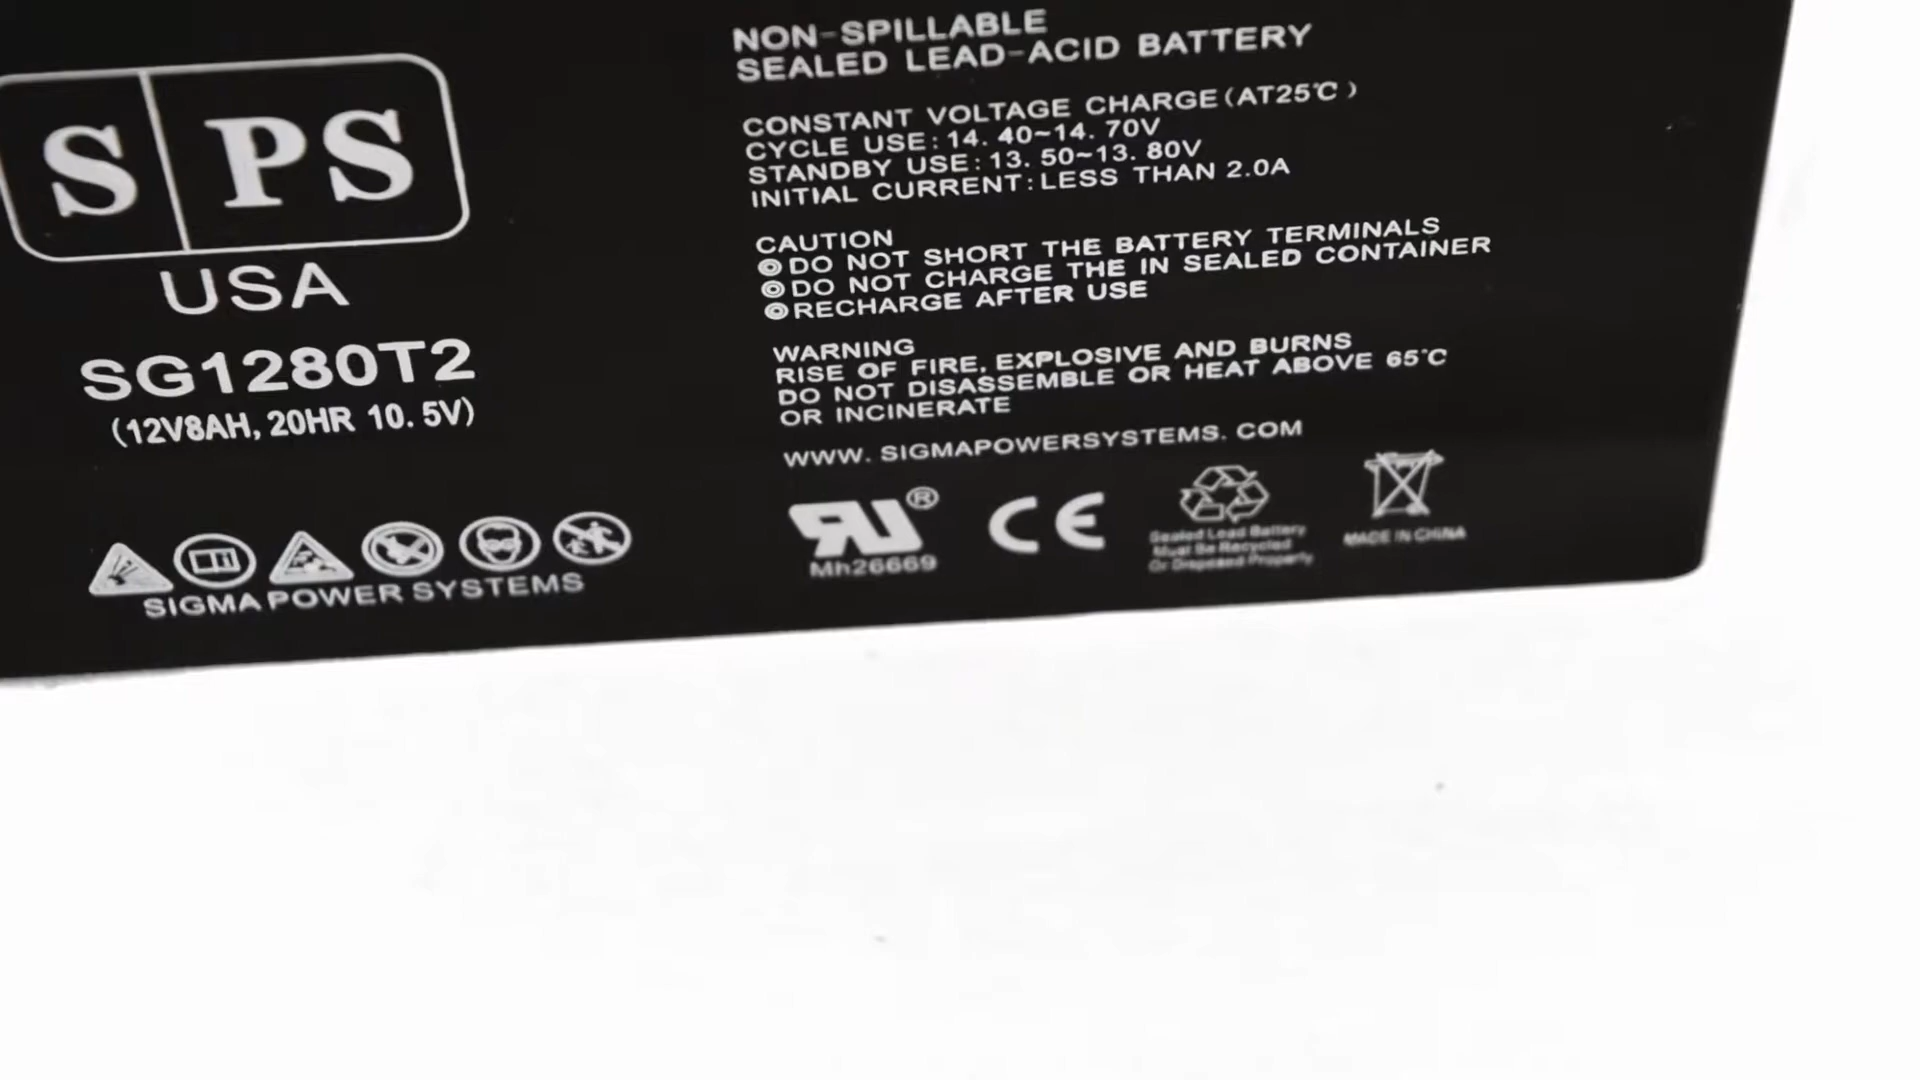 S PS
USA
SG1280T2
(12V8AH, 20HR 10. 5V)
SIGMA POWER SYSTEMS
NON-SPILLABLE
SEALED LEAD-ACID BATTERY
CONSTANT VOLTAGE CHARGE(AT25℃)
CYCLE USE: 14. 40~14. 70V
STANDBY USE: 13. 50~13. 80V
INITIAL CURRENT: LESS THAN 2.0A
CAUTION
◎DO NOT SHORT THE BATTERY TERMINALS
◎DO NOT CHARGE THE IN SEALED CONTAINER
◎RECHARGE AFTER USE
WARNING
RISE OF FIRE, EXPLOSIVE AND BURNS
DO NOT DISASSEMBLE OR HEAT ABOVE 65°C
OR INCINERATE
WWW. SIGMAPOWERSYSTEMS. COM
RU®
Mh26669
CE
Sealed Lead Battery
Must Be Recycled
Or Disposed Properly
MADE IN CHINA